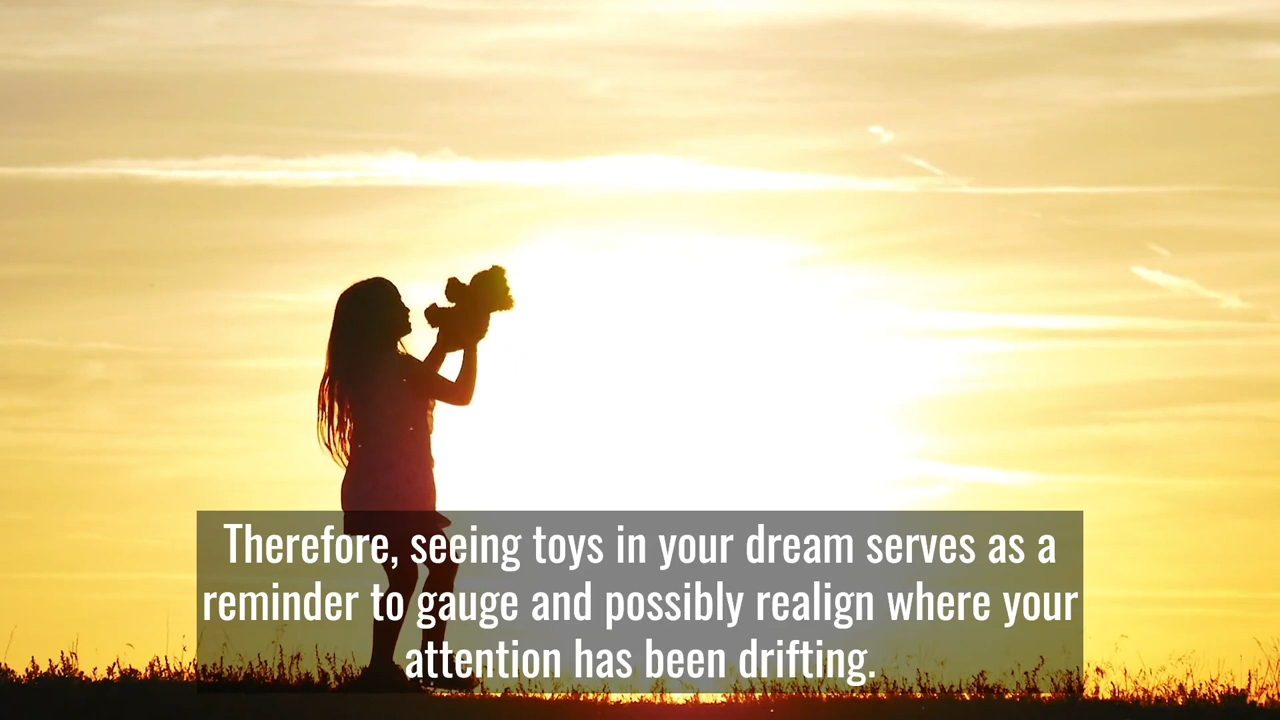 Therefore, seeing toys in your dream serves as a
reminder to gauge and possibly realign where your
attention has been drifting.